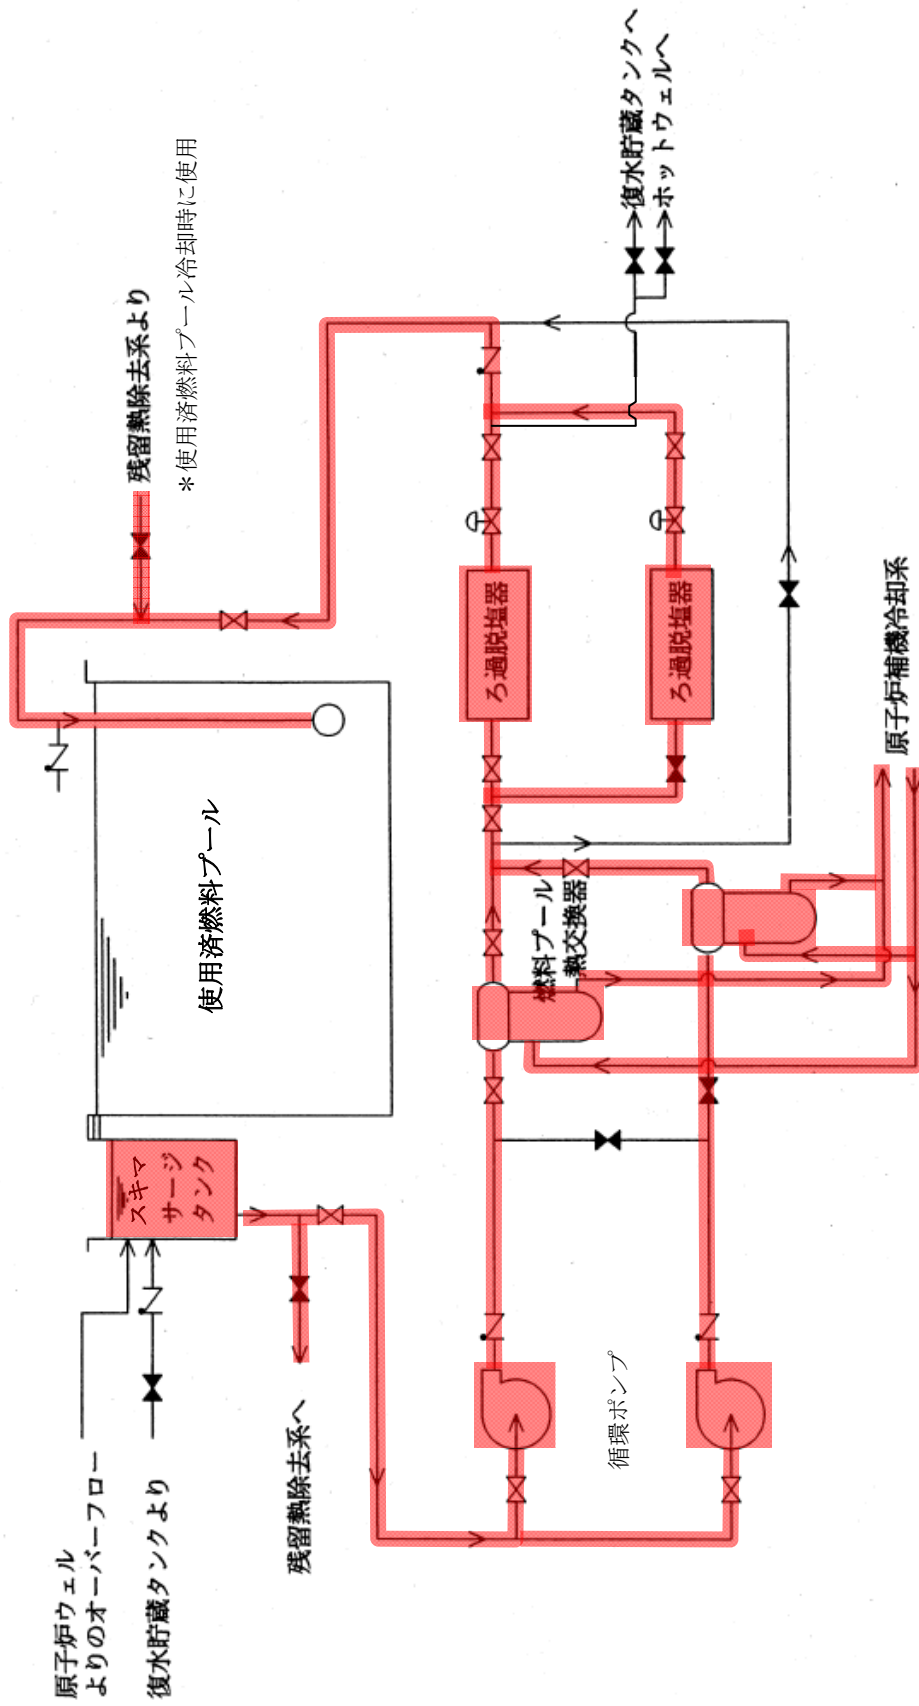 原子炉ウェル
よりのオーバーフロー
復水貯蔵タンクより
スキマ
サージ
タンク
使用済燃料プール
残留熱除去系より
＊使用済燃料プール冷却時に使用
残留熱除去系へ
循環ポンプ
燃料プール
熱交換器
ろ過脱塩器
ろ過脱塩器
復水貯蔵タンクへ
ホットウェルへ
原子炉補機冷却系